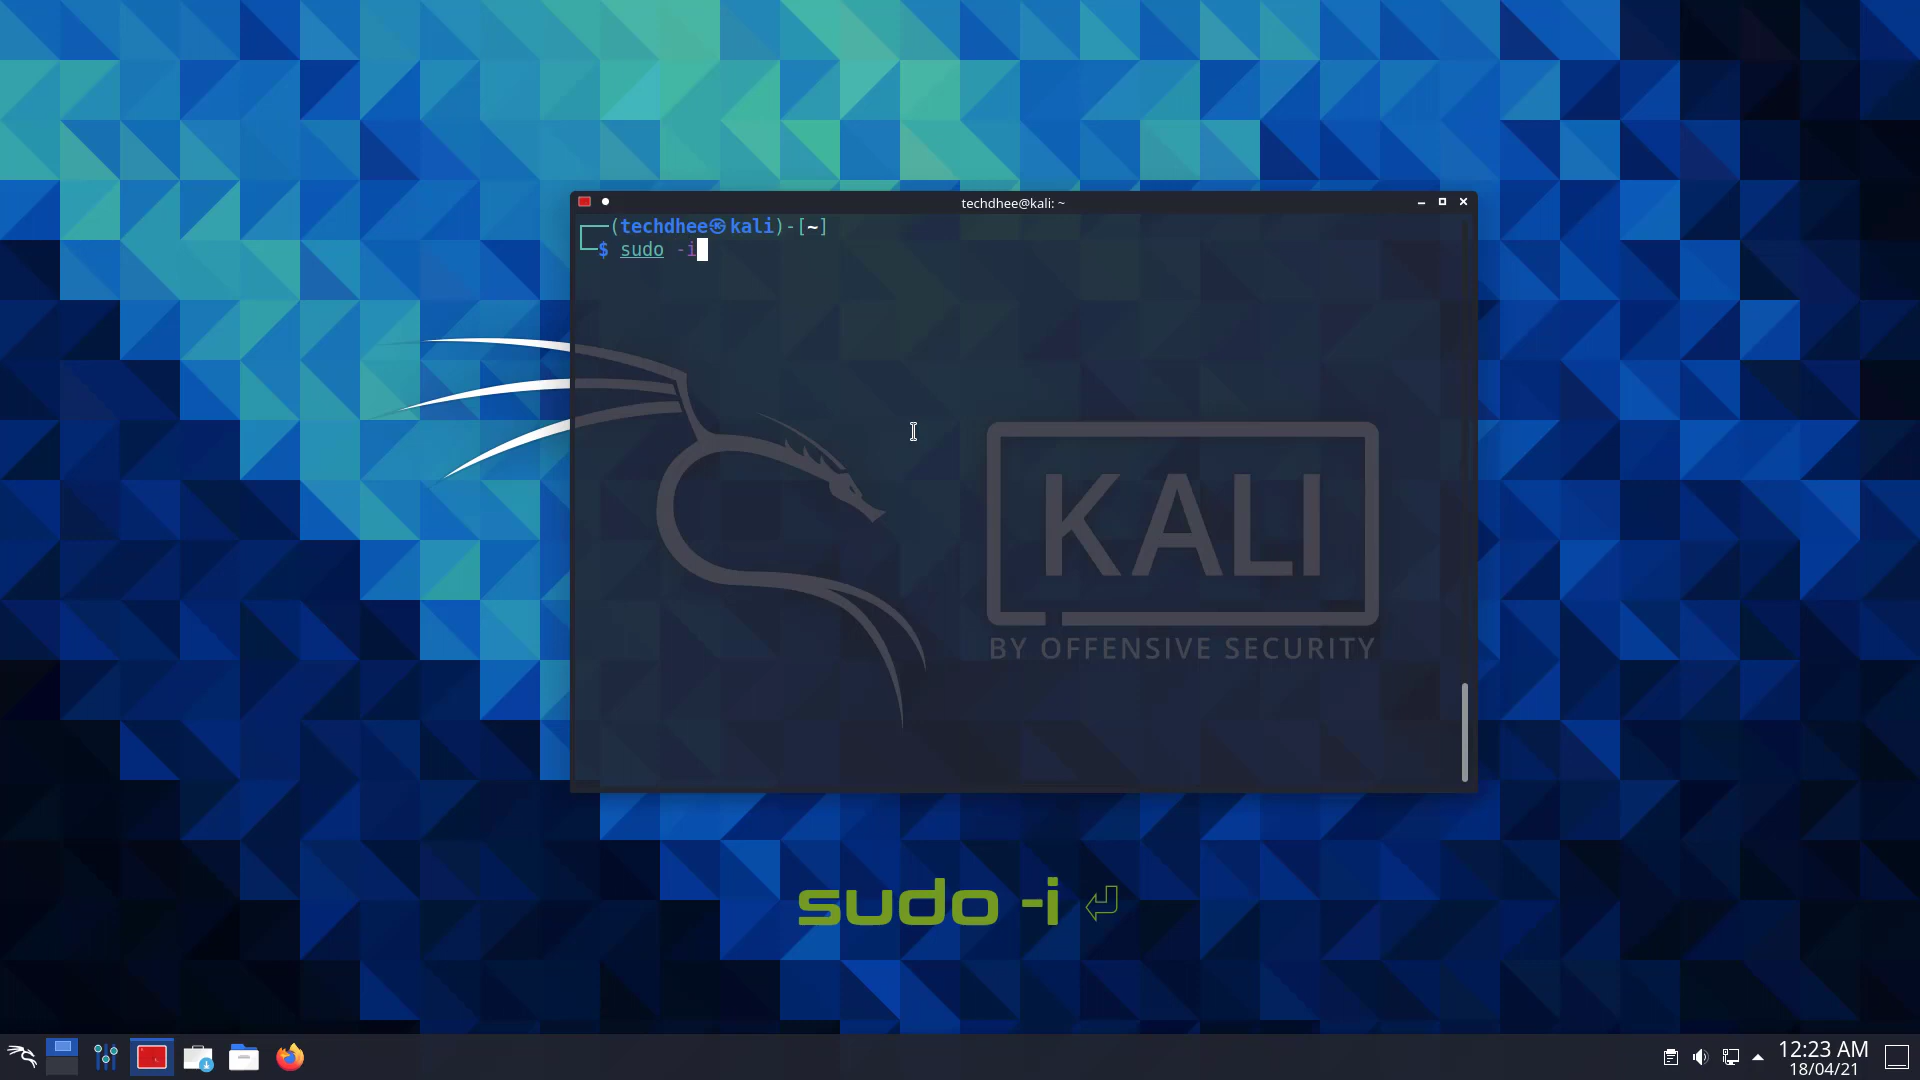 techdhee@kali: ~
┌──(techdhee㉿kali)-[~]
└─$ sudo -i
KALI
BY OFFENSIVE SECURITY
sudo -i ⏎
12:23 AM
18/04/21